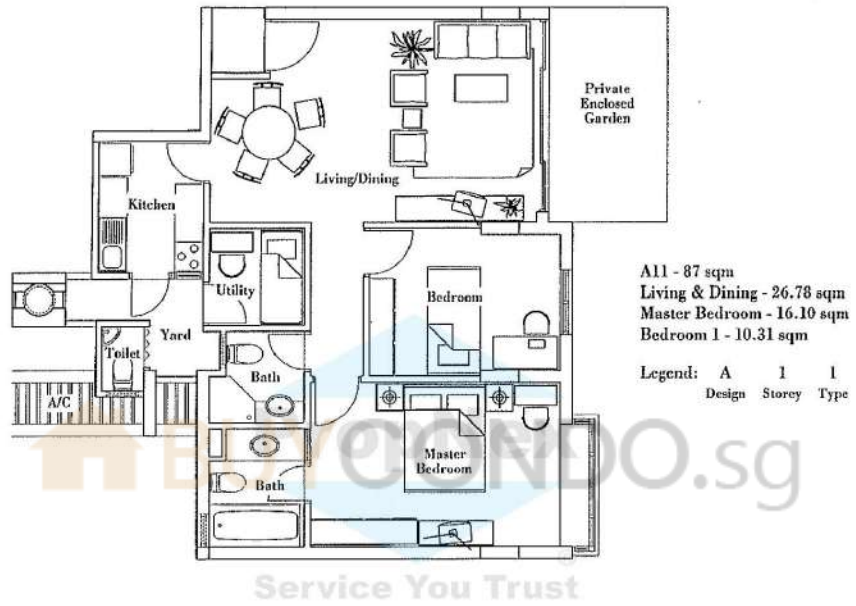 Private
Enclosed
Garden
Living/Dining
Kitchen
Utility
Bedroom
Yard
Toilet
Bath
A/C
Master
Bedroom
Bath
A11 - 87 sqm
Living & Dining - 26.78 sqm
Master Bedroom - 16.10 sqm
Bedroom 1 - 10.31 sqm
Legend: A 1 1
Design Storey Type
BUYCONDO.sg
Service You Trust